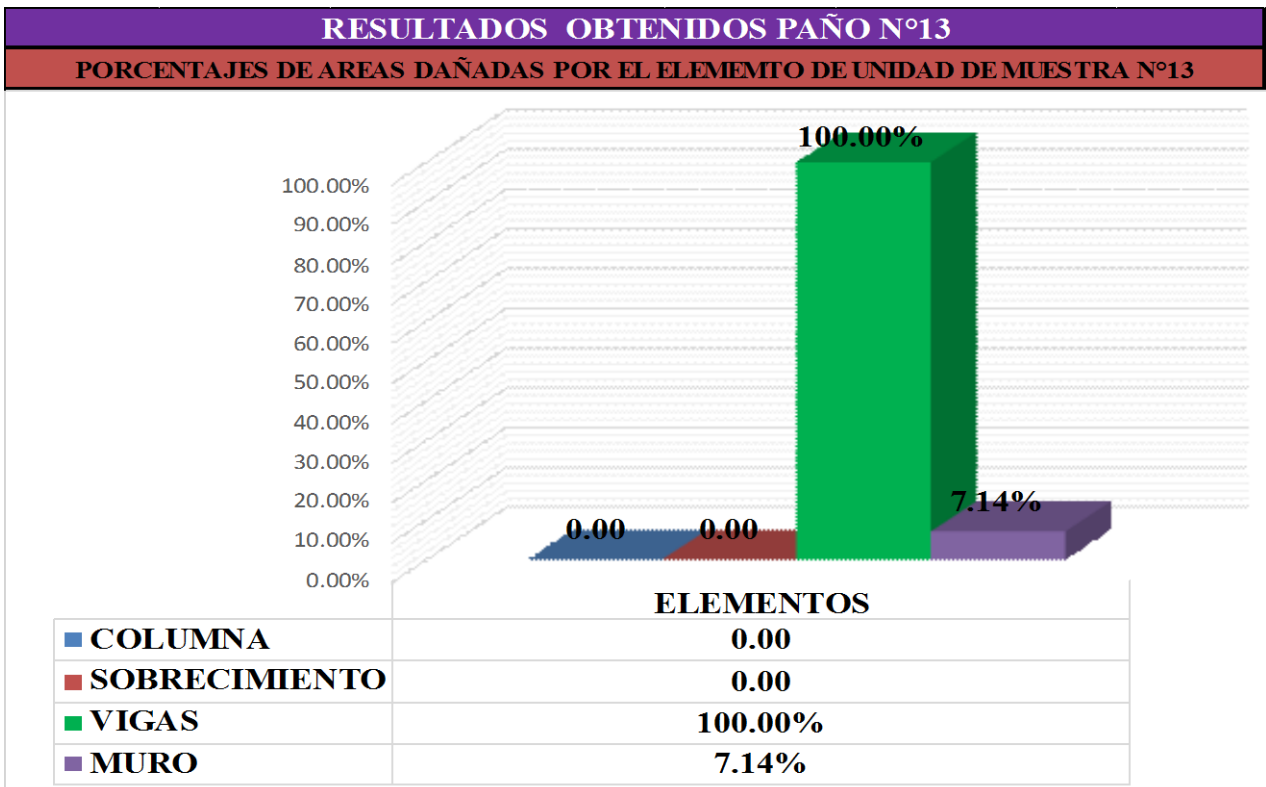 RESULTADOS OBTENIDOS PAÑO N°13
PORCENTAJES DE AREAS DAÑADAS POR EL ELEMEMTO DE UNIDAD DE MUESTRA N°13
100.00%
90.00%
80.00%
70.00%
60.00%
50.00%
40.00%
30.00%
20.00%
10.00%
0.00%
0.00
0.00
100.00%
7.14%
ELEMENTOS
COLUMNA 0.00
SOBRECIMIENTO 0.00
VIGAS 100.00%
MURO 7.14%